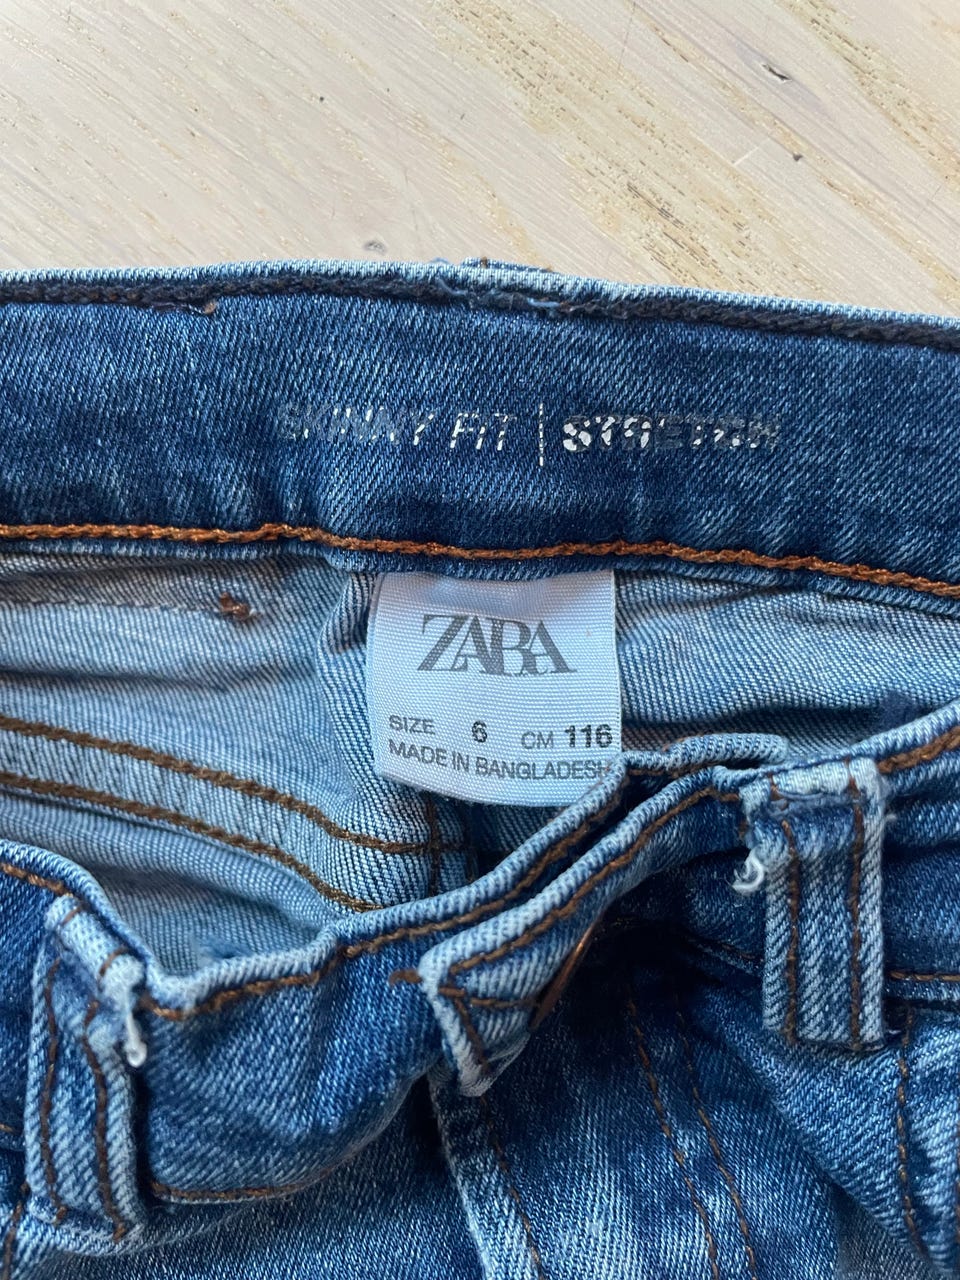 SKINNY FIT | STRETCH
ZARA
SIZE 6 CM 116
MADE IN BANGLADESH